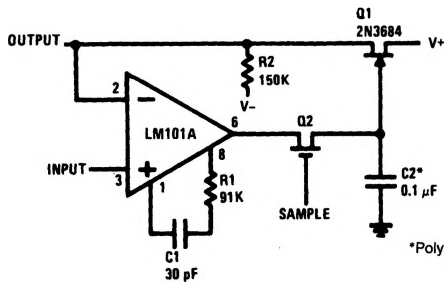 Q1
2N3684
OUTPUT
V+
R2
150K
V−
2
−
LM101A
6
Q2
8
INPUT
+
3
1
R1
91K
C2*
0.1 μF
SAMPLE
C1
30 pF
*Poly